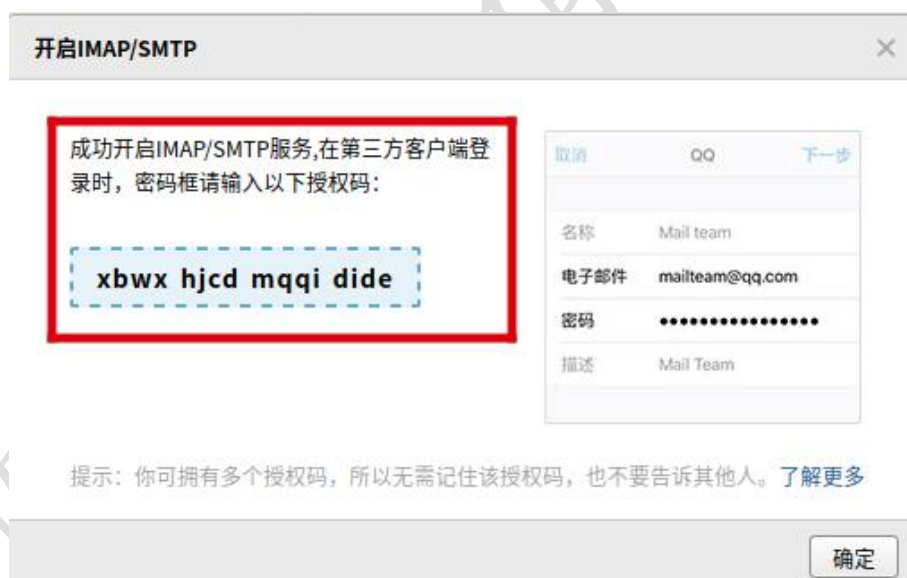 开启IMAP/SMTP
成功开启IMAP/SMTP服务,在第三方客户端登
录时，密码框请输入以下授权码：
xbwx hjcd mqqi dide
取消 QQ 下一步
名称 Mail team
电子邮件 mailteam@qq.com
密码 ••••••••••••••••
描述 Mail Team
提示：你可拥有多个授权码，所以无需记住该授权码，也不要告诉其他人。了解更多
确定